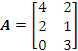 A = [4 2
2 1
0 3]